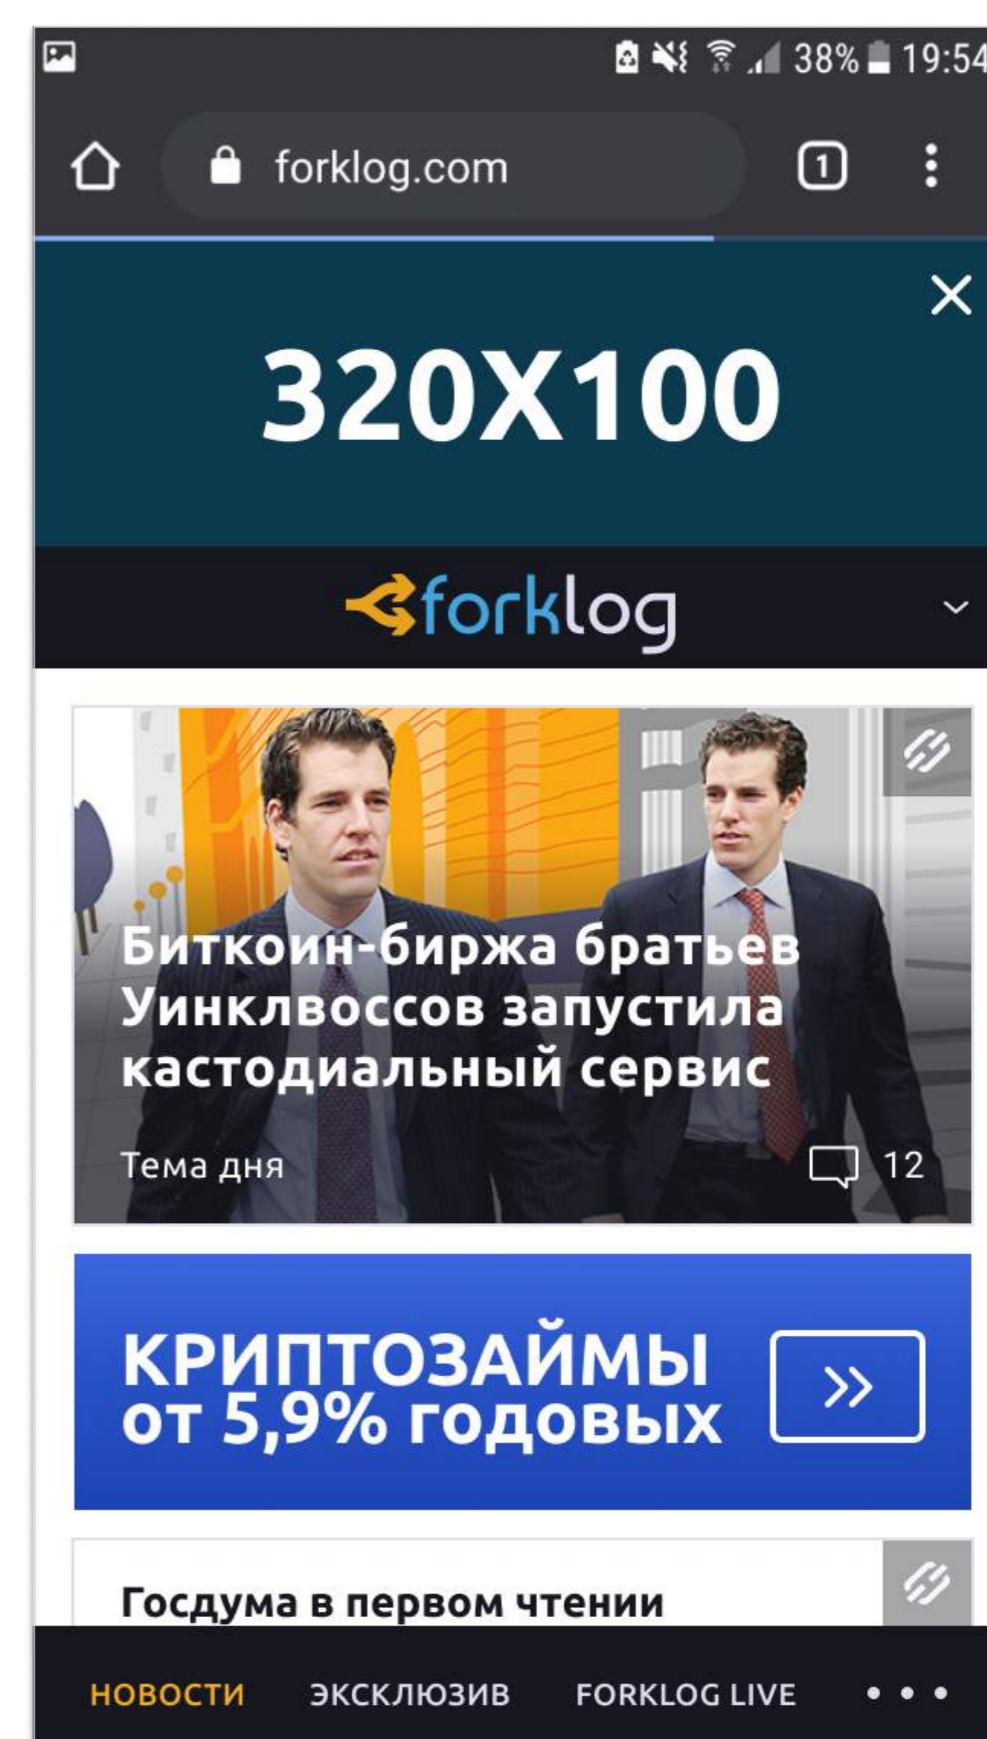 38% 19:54
forklog.com 1
320X100
forklog
Биткоин-биржа братьев
Уинклвоссов запустила
кастодиальный сервис
Тема дня 12
КРИПТОЗАЙМЫ
от 5,9% годовых
Госдума в первом чтении
НОВОСТИ ЭКСКЛЮЗИВ FORKLOG LIVE